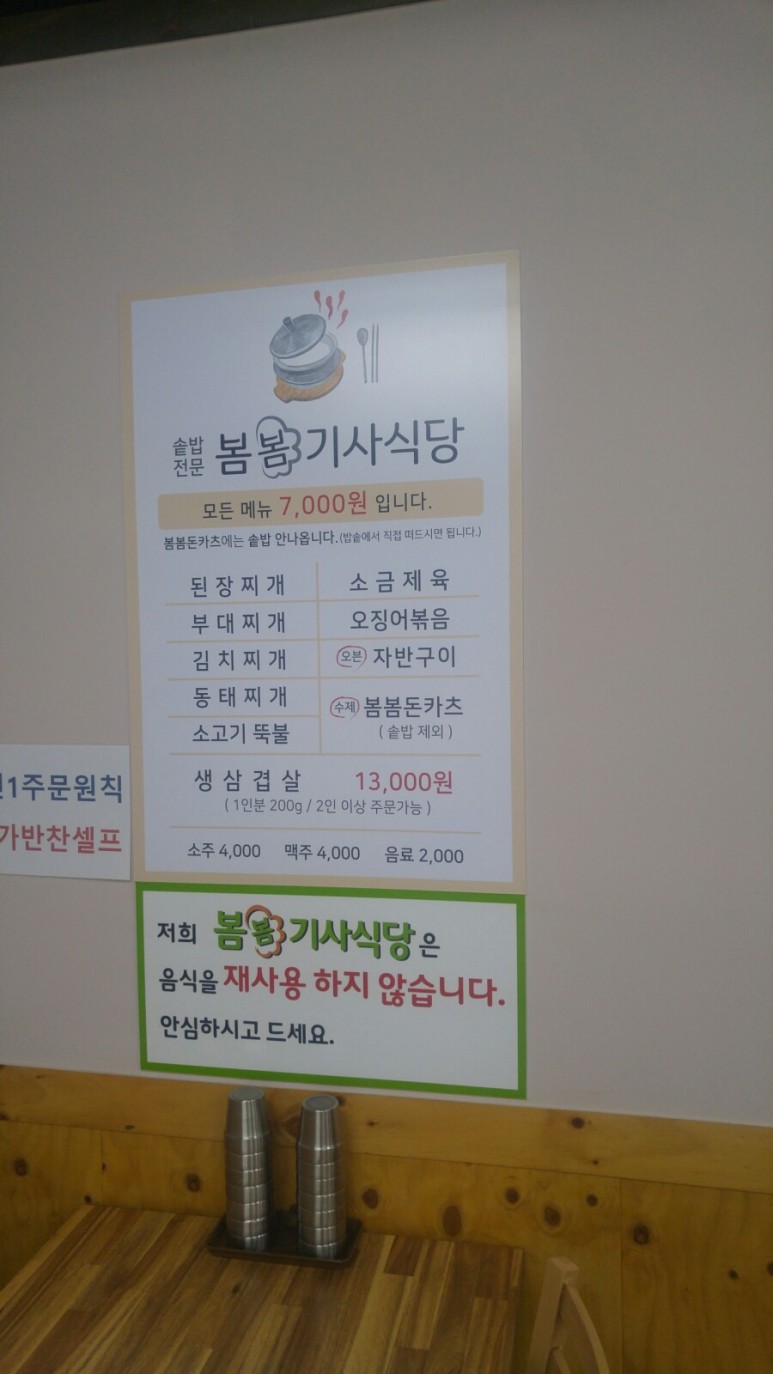 솥밥
전문
봄봄기사식당
모든 메뉴 7,000원 입니다.
봄봄돈카츠에는 솥밥 안나옵니다.(밥솥에서 직접 떠드시면 됩니다.)
된장찌개 소금제육
부대찌개 오징어볶음
김치찌개 오븐 자반구이
동태찌개 수제 봄봄돈카츠
소고기 뚝불 (솥밥 제외)
생삼겹살 13,000원
(1인분 200g / 2인 이상 주문가능)
소주 4,000 맥주 4,000 음료 2,000
1주문원칙
가반찬셀프
저희 봄봄기사식당은
음식을 재사용 하지 않습니다.
안심하시고 드세요.